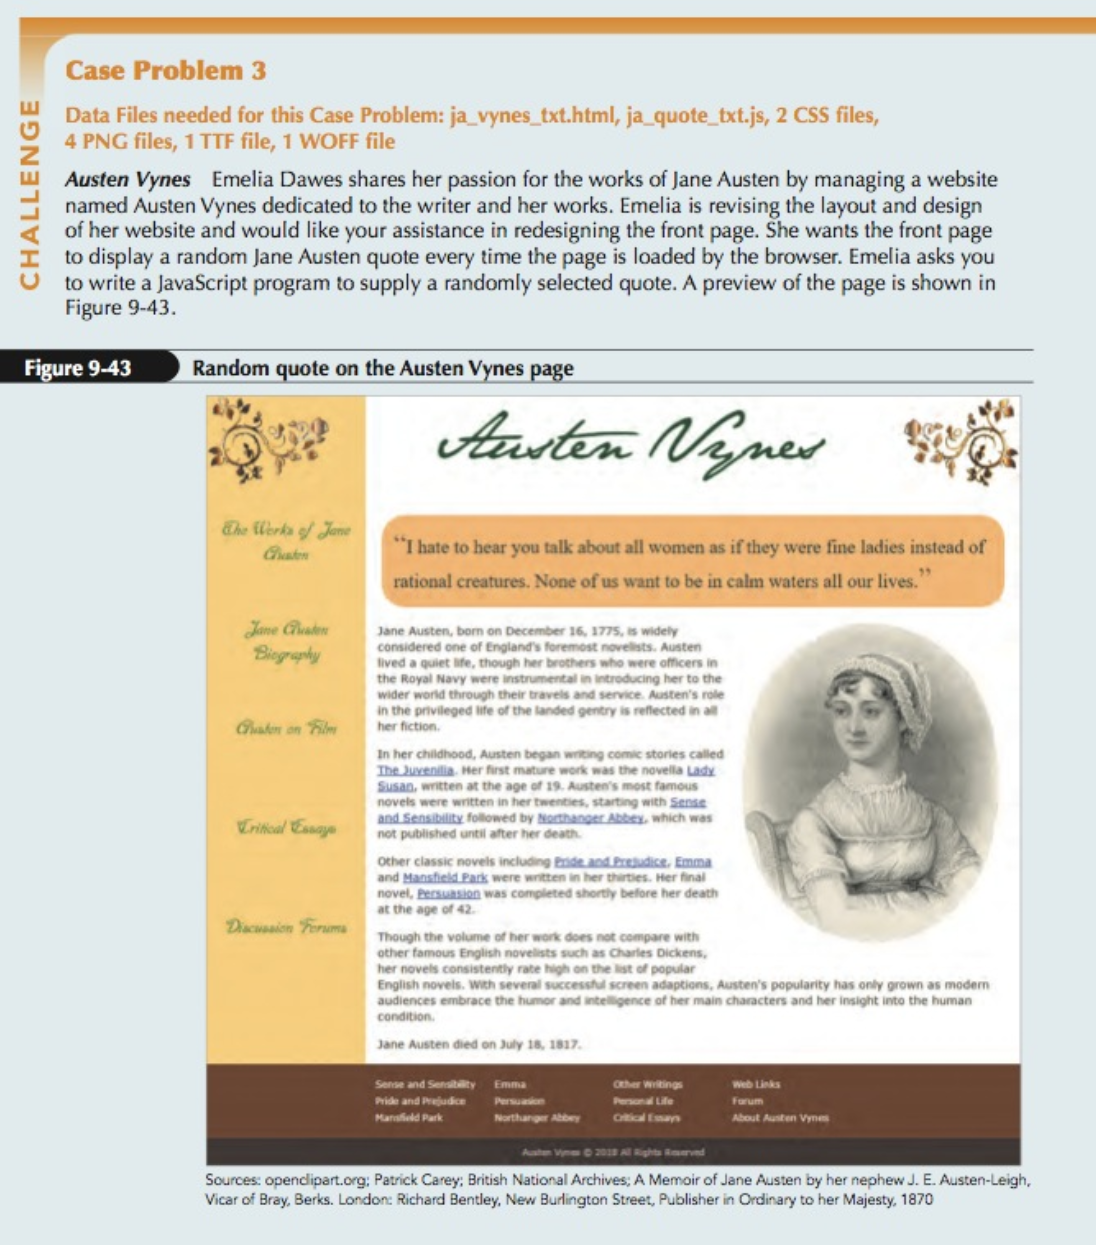 CHALLENGE
Case Problem 3
Data Files needed for this Case Problem: ja_vynes_txt.html, ja_quote_txt.js, 2 CSS files,
4 PNG files, 1 TTF file, 1 WOFF file
Austen Vynes Emelia Dawes shares her passion for the works of Jane Austen by managing a website
named Austen Vynes dedicated to the writer and her works. Emelia is revising the layout and design
of her website and would like your assistance in redesigning the front page. She wants the front page
to display a random Jane Austen quote every time the page is loaded by the browser. Emelia asks you
to write a JavaScript program to supply a randomly selected quote. A preview of the page is shown in
Figure 9-43.
Figure 9-43 Random quote on the Austen Vynes page
Austen Vynes
The Works of Jane
Austen
Jane Austen
Biography
Austen on Film
Critical Essays
Discussion Forums
“I hate to hear you talk about all women as if they were fine ladies instead of
rational creatures. None of us want to be in calm waters all our lives.”
Jane Austen, born on December 16, 1775, is widely
considered one of England's foremost novelists. Austen
lived a quiet life, though her brothers who were officers in
the Royal Navy were instrumental in introducing her to the
wider world through their travels and service. Austen's role
in the privileged life of the landed gentry is reflected in all
her fiction.
In her childhood, Austen began writing comic stories called
The Juvenilia. Her first mature work was the novella Lady
Susan, written at the age of 19. Austen's most famous
novels were written in her twenties, starting with Sense
and Sensibility followed by Northanger Abbey, which was
not published until after her death.
Other classic novels including Pride and Prejudice, Emma
and Mansfield Park were written in her thirties. Her final
novel, Persuasion was completed shortly before her death
at the age of 42.
Though the volume of her work does not compare with
other famous English novelists such as Charles Dickens,
her novels consistently rate high on the list of popular
English novels. With several successful screen adaptions, Austen's popularity has only grown as modern
audiences embrace the humor and intelligence of her main characters and her insight into the human
condition.
Jane Austen died on July 18, 1817.
Sense and Sensibility Emma Other Writings Web Links
Pride and Prejudice Persuasion Personal Life Forum
Mansfield Park Northanger Abbey Critical Essays About Austen Vynes
Austen Vynes © 2018 All Rights Reserved
Sources: openclipart.org; Patrick Carey; British National Archives; A Memoir of Jane Austen by her nephew J. E. Austen-Leigh,
Vicar of Bray, Berks. London: Richard Bentley, New Burlington Street, Publisher in Ordinary to her Majesty, 1870